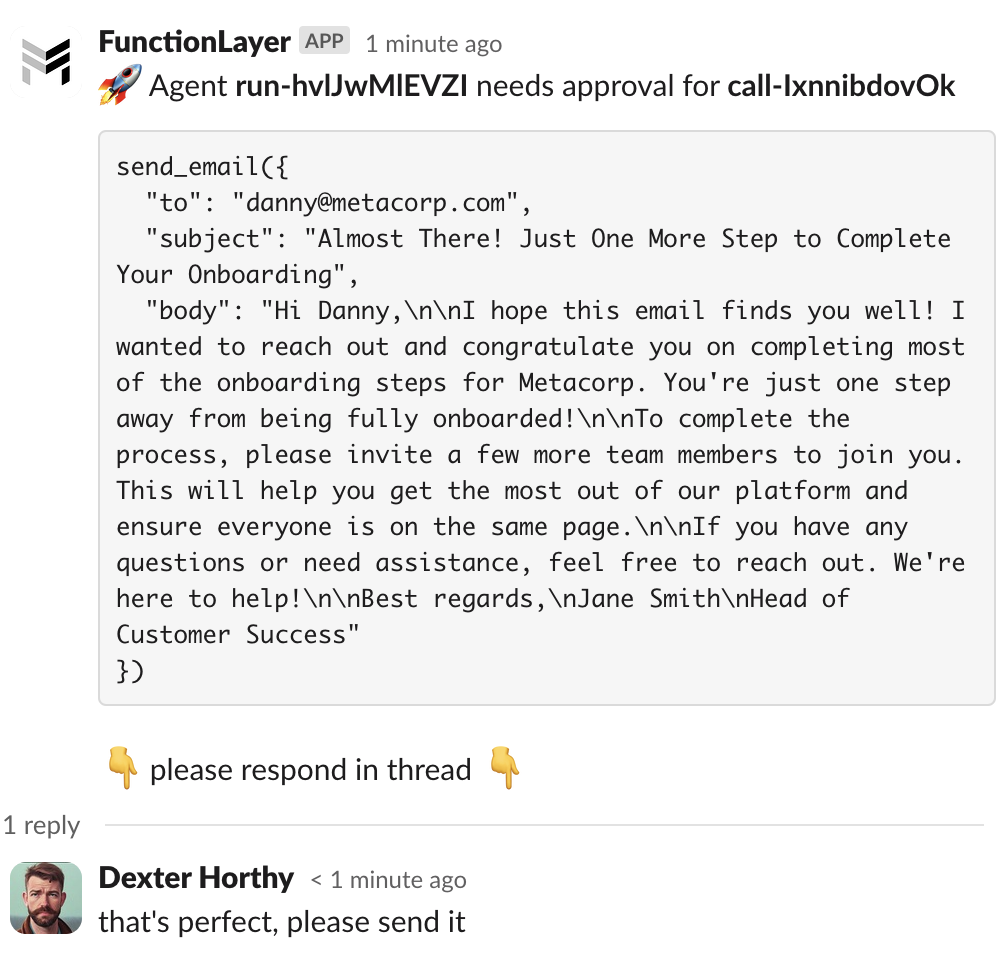 FunctionLayer APP 1 minute ago
🚀 Agent run-hvlJwMlEVZI needs approval for call-IxnnibdovOk
send_email({
"to": "danny@metacorp.com",
"subject": "Almost There! Just One More Step to Complete
Your Onboarding",
"body": "Hi Danny,\n\nI hope this email finds you well! I
wanted to reach out and congratulate you on completing most
of the onboarding steps for Metacorp. You're just one step
away from being fully onboarded!\n\nTo complete the
process, please invite a few more team members to join you.
This will help you get the most out of our platform and
ensure everyone is on the same page.\n\nIf you have any
questions or need assistance, feel free to reach out. We're
here to help!\n\nBest regards,\nJane Smith\nHead of
Customer Success"
})
👇 please respond in thread 👇
1 reply
Dexter Horthy < 1 minute ago
that's perfect, please send it